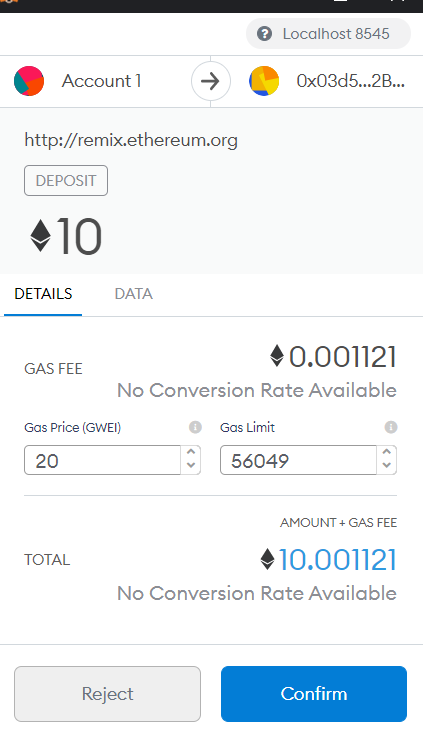 Localhost 8545
Account 1
0x03d5...2B...
http://remix.ethereum.org
DEPOSIT
10
DETAILS DATA
GAS FEE
0.001121
No Conversion Rate Available
Gas Price (GWEI) Gas Limit
20 56049
AMOUNT + GAS FEE
TOTAL
10.001121
No Conversion Rate Available
Reject Confirm